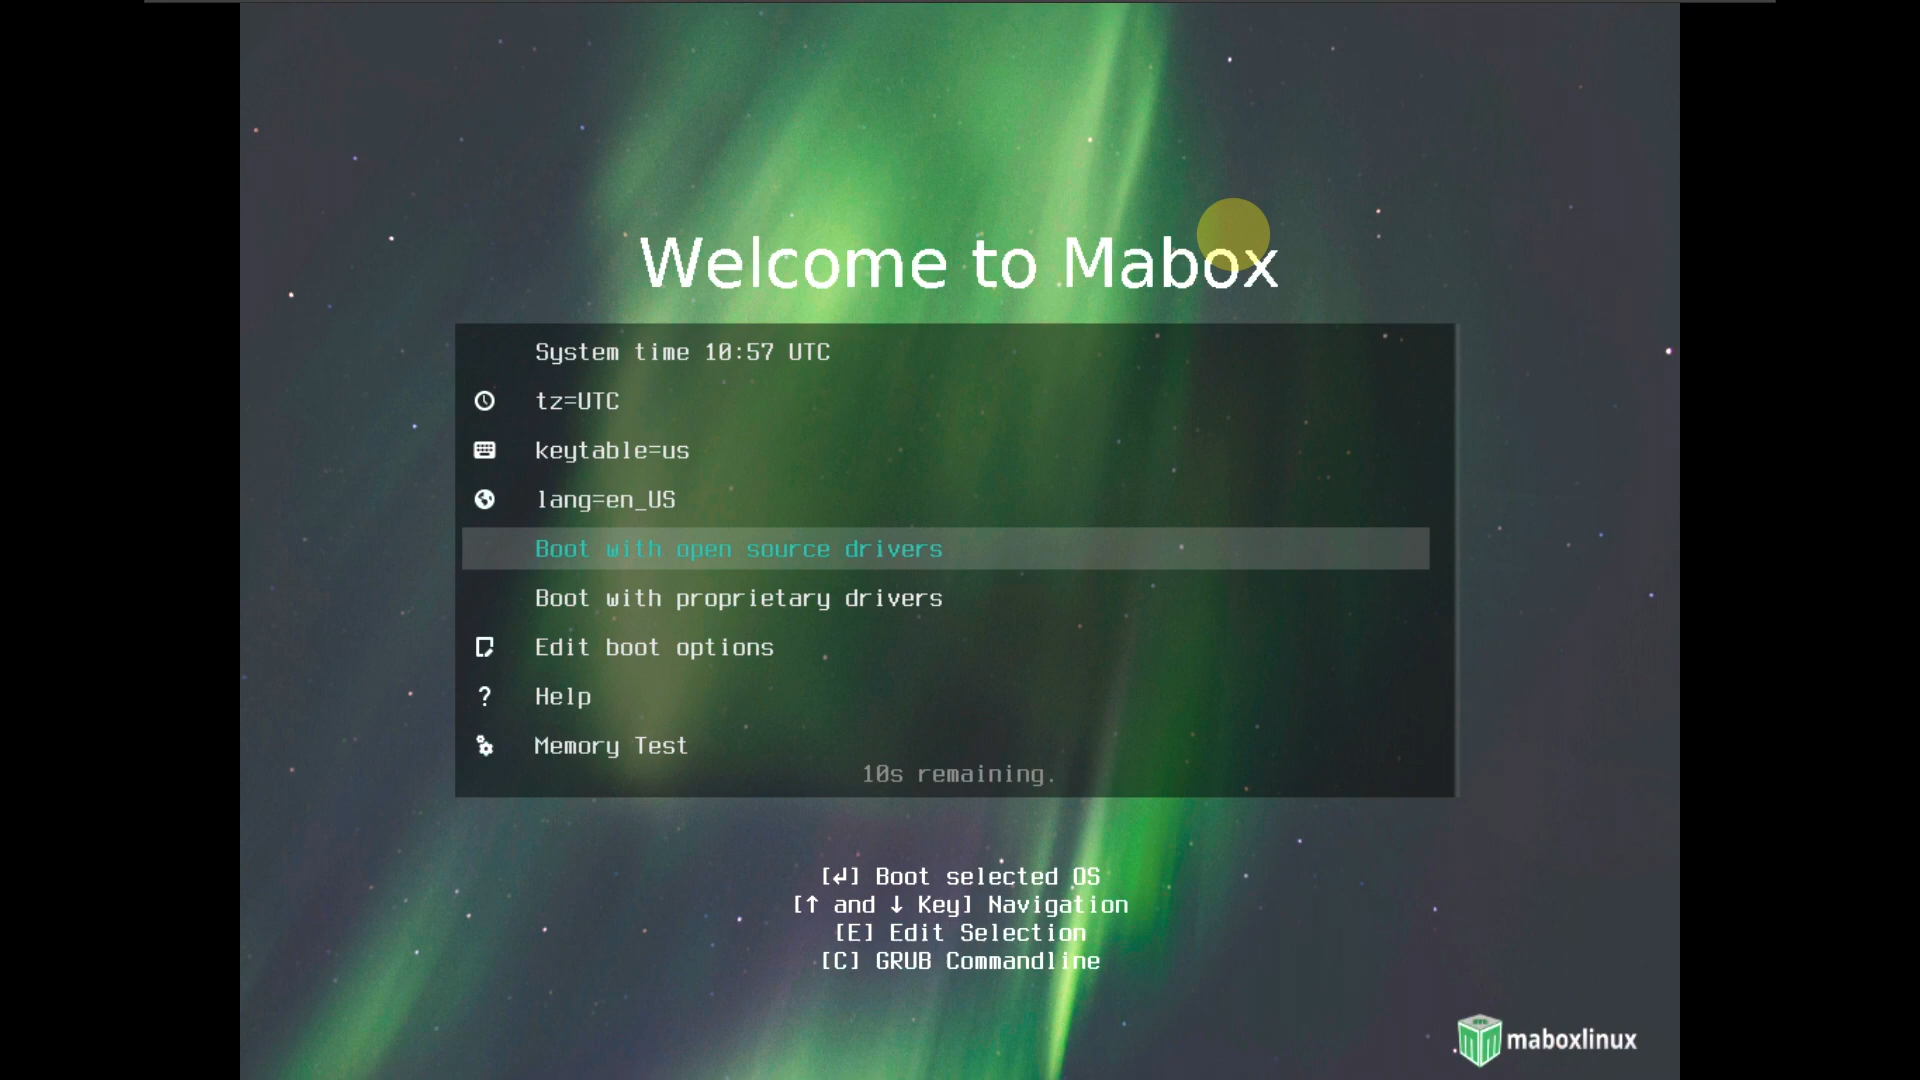 Welcome to Mabox
System time 10:57 UTC
tz=UTC
keytable=us
lang=en_US
Boot with open source drivers
Boot with proprietary drivers
Edit boot options
? Help
Memory Test
10s remaining.
[↲] Boot selected OS
[↑ and ↓ Key] Navigation
[E] Edit Selection
[C] GRUB Commandline
maboxlinux